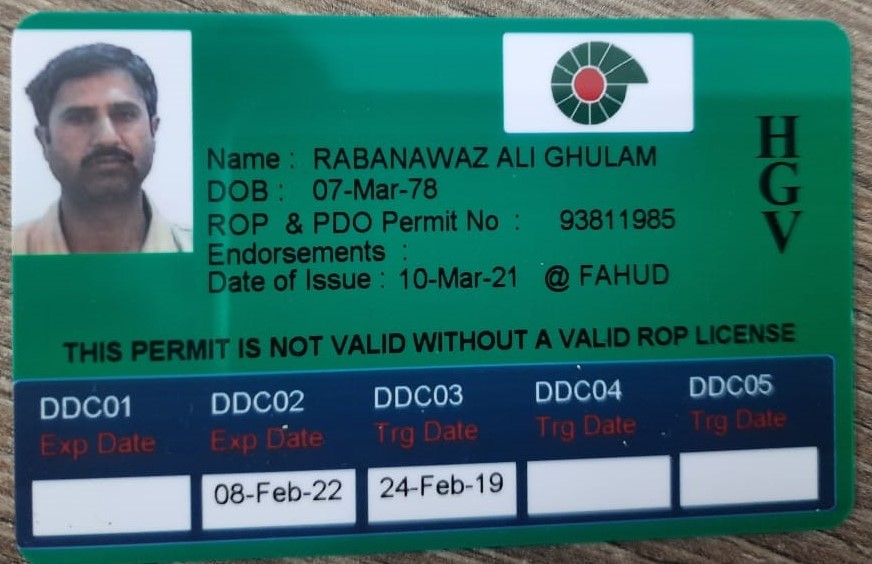 Name : RABANAWAZ ALI GHULAM
DOB : 07-Mar-78
ROP & PDO Permit No : 93811985
Endorsements :
Date of Issue : 10-Mar-21 @ FAHUD
HGV
THIS PERMIT IS NOT VALID WITHOUT A VALID ROP LICENSE
DDC01 DDC02 DDC03 DDC04 DDC05
Exp Date Exp Date Trg Date Trg Date Trg Date
08-Feb-22 24-Feb-19